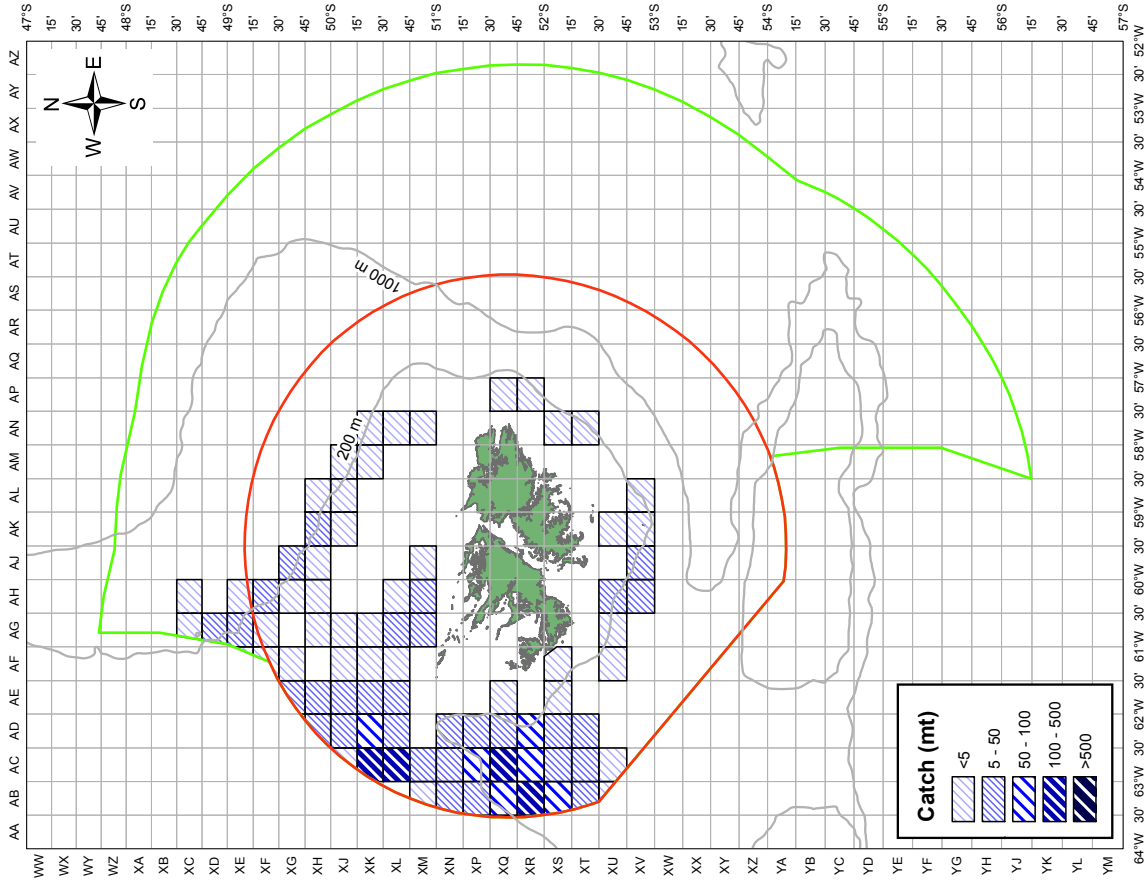 AA AB AC AD AE AF AG AH AJ AK AL AM AN AP AQ AR AS AT AU AV AW AX AY AZ
47°S
WW
15'
WX
30'
WY
45'
WZ
48°S
XA
15'
XB
30'
XC
45'
XD
49°S
XE
15'
XF
30'
XG
45'
XH
50°S
XJ
15'
XK
30'
XL
45'
XM
51°S
XN
15'
XP
30'
XQ
45'
XR
52°S
XS
15'
XT
30'
XU
45'
XV
53°S
XW
15'
XX
30'
XY
45'
XZ
54°S
YA
15'
YB
30'
YC
45'
YD
55°S
YE
15'
YF
30'
YG
45'
YH
56°S
YJ
15'
YK
30'
YL
45'
YM
57°S
N
W E
S
1000 m
200 m
Catch (mt)
<5
5 - 50
50 - 100
100 - 500
>500
64°W 30' 63°W 30' 62°W 30' 61°W 30' 60°W 30' 59°W 30' 58°W 30' 57°W 30' 56°W 30' 55°W 30' 54°W 30' 53°W 30' 52°W